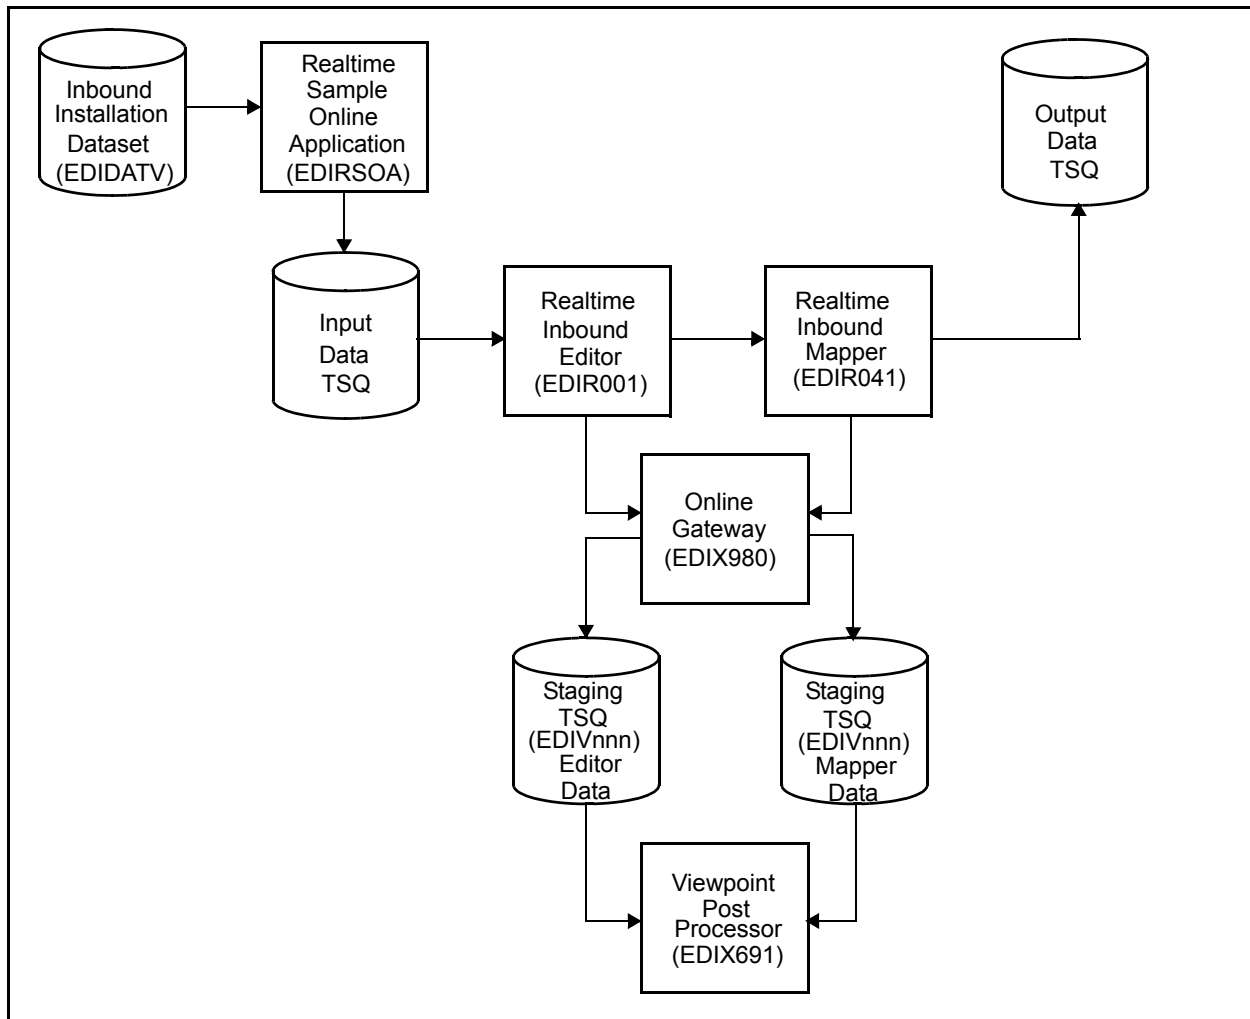 Inbound
Installation
Dataset
(EDIDATV)
Realtime
Sample
Online
Application
(EDIRSOA)
Output
Data
TSQ
Input
Data
TSQ
Realtime
Inbound
Editor
(EDIR001)
Realtime
Inbound
Mapper
(EDIR041)
Online
Gateway
(EDIX980)
Staging
TSQ
(EDIVnnn)
Editor
Data
Staging
TSQ
(EDIVnnn)
Mapper
Data
Viewpoint
Post
Processor
(EDIX691)